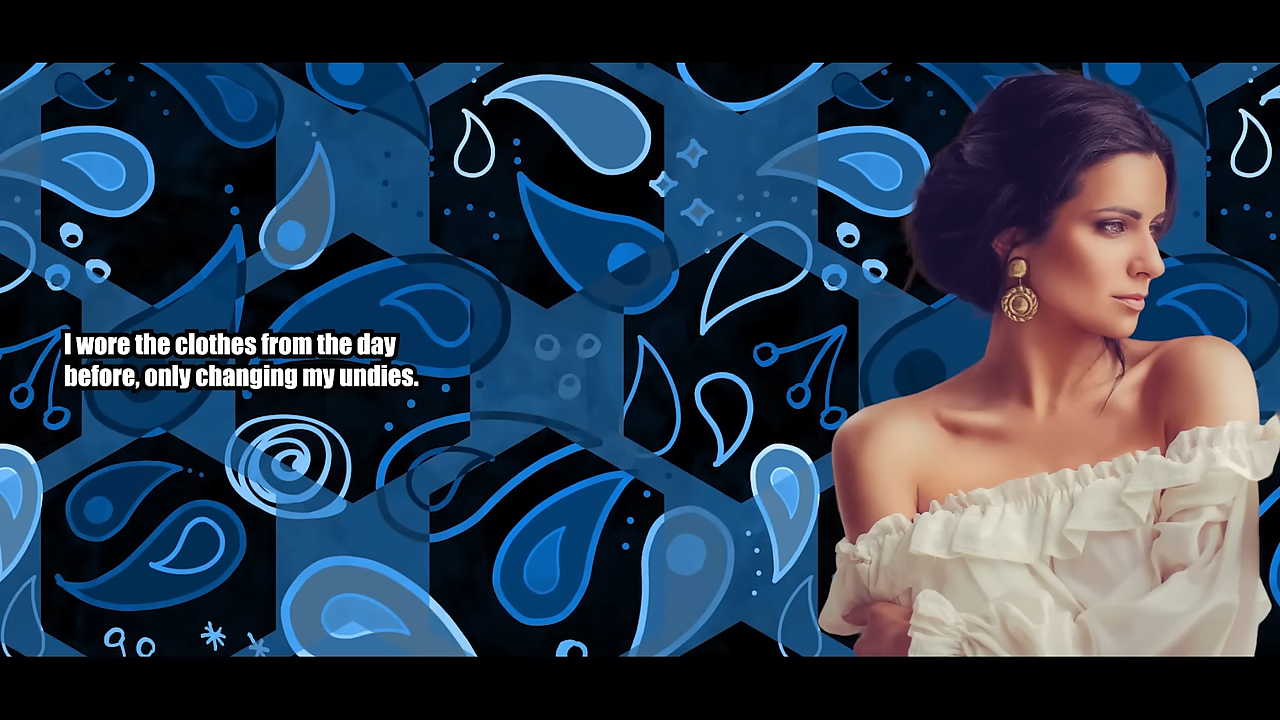 I wore the clothes from the day
before, only changing my undies.